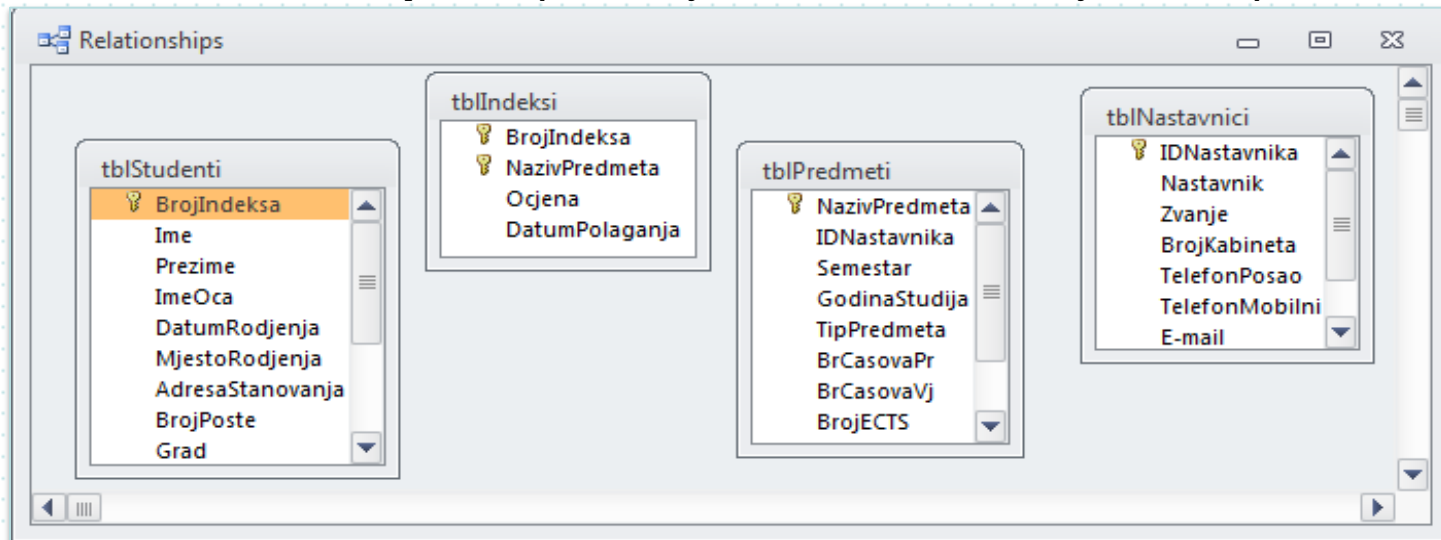 Relationships
tblStudenti
BrojIndeksa
Ime
Prezime
ImeOca
DatumRodjenja
MjestoRodjenja
AdresaStanovanja
BrojPoste
Grad
tblIndeksi
BrojIndeksa
NazivPredmeta
Ocjena
DatumPolaganja
tblPredmeti
NazivPredmeta
IDNastavnika
Semestar
GodinaStudija
TipPredmeta
BrCasovaPr
BrCasovaVj
BrojECTS
tblNastavnici
IDNastavnika
Nastavnik
Zvanje
BrojKabineta
TelefonPosao
TelefonMobilni
E-mail